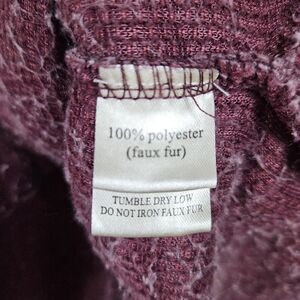 100% polyester
(faux fur)
TUMBLE DRY LOW
DO NOT IRON FAUX FUR